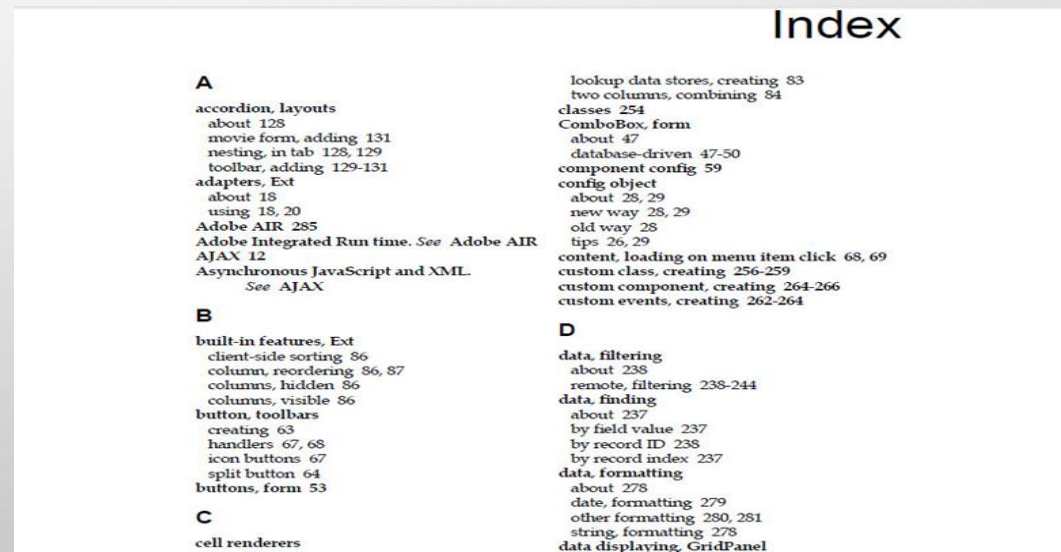 Index
A
accordion, layouts
about 128
movie form, adding 131
nesting, in tab 128, 129
toolbar, adding 129-131
adapters, Ext
about 18
using 18, 20
Adobe AIR 285
Adobe Integrated Run time. See Adobe AIR
AJAX 12
Asynchronous JavaScript and XML.
See AJAX
B
built-in features, Ext
client-side sorting 86
column, reordering 86, 87
columns, hidden 86
columns, visible 86
button, toolbars
creating 63
handlers 67, 68
icon buttons 67
split button 64
buttons, form 53
C
cell renderers
lookup data stores, creating 83
two columns, combining 84
classes 254
ComboBox, form
about 47
database-driven 47-50
component config 59
config object
about 28, 29
new way 28, 29
old way 28
tips 26, 29
content, loading on menu item click 68, 69
custom class, creating 256-259
custom component, creating 264-266
custom events, creating 262-264
D
data, filtering
about 238
remote, filtering 238-244
data, finding
about 237
by field value 237
by record ID 238
by record index 237
data, formatting
about 278
date, formatting 279
other formatting 280, 281
string, formatting 278
data displaying, GridPanel